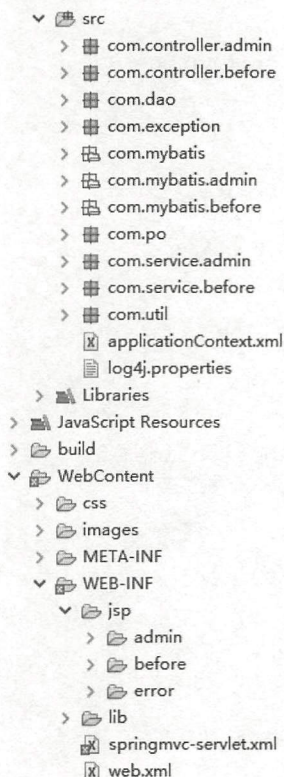 src
com.controller.admin
com.controller.before
com.dao
com.exception
com.mybatis
com.mybatis.admin
com.mybatis.before
com.po
com.service.admin
com.service.before
com.util
applicationContext.xml
log4j.properties
Libraries
JavaScript Resources
build
WebContent
css
images
META-INF
WEB-INF
jsp
admin
before
error
lib
springmvc-servlet.xml
web.xml